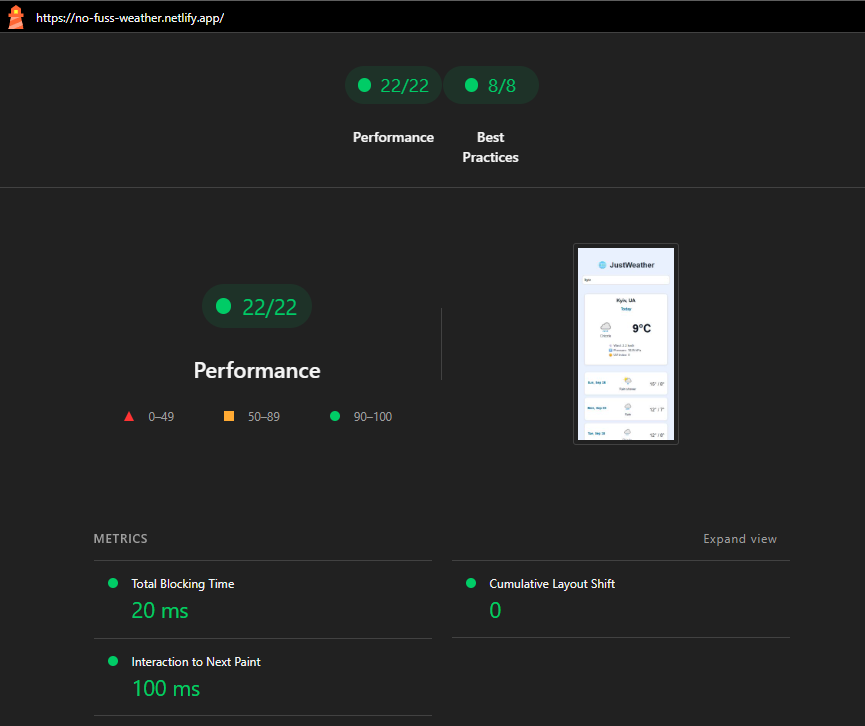 https://no-fuss-weather.netlify.app/
22/22
8/8
Performance
Best
Practices
22/22
Performance
0–49
50–89
90–100
JustWeather
Kyiv
Kyiv, UA
Today
9°C
METRICS
Expand view
Total Blocking Time
20 ms
Cumulative Layout Shift
0
Interaction to Next Paint
100 ms